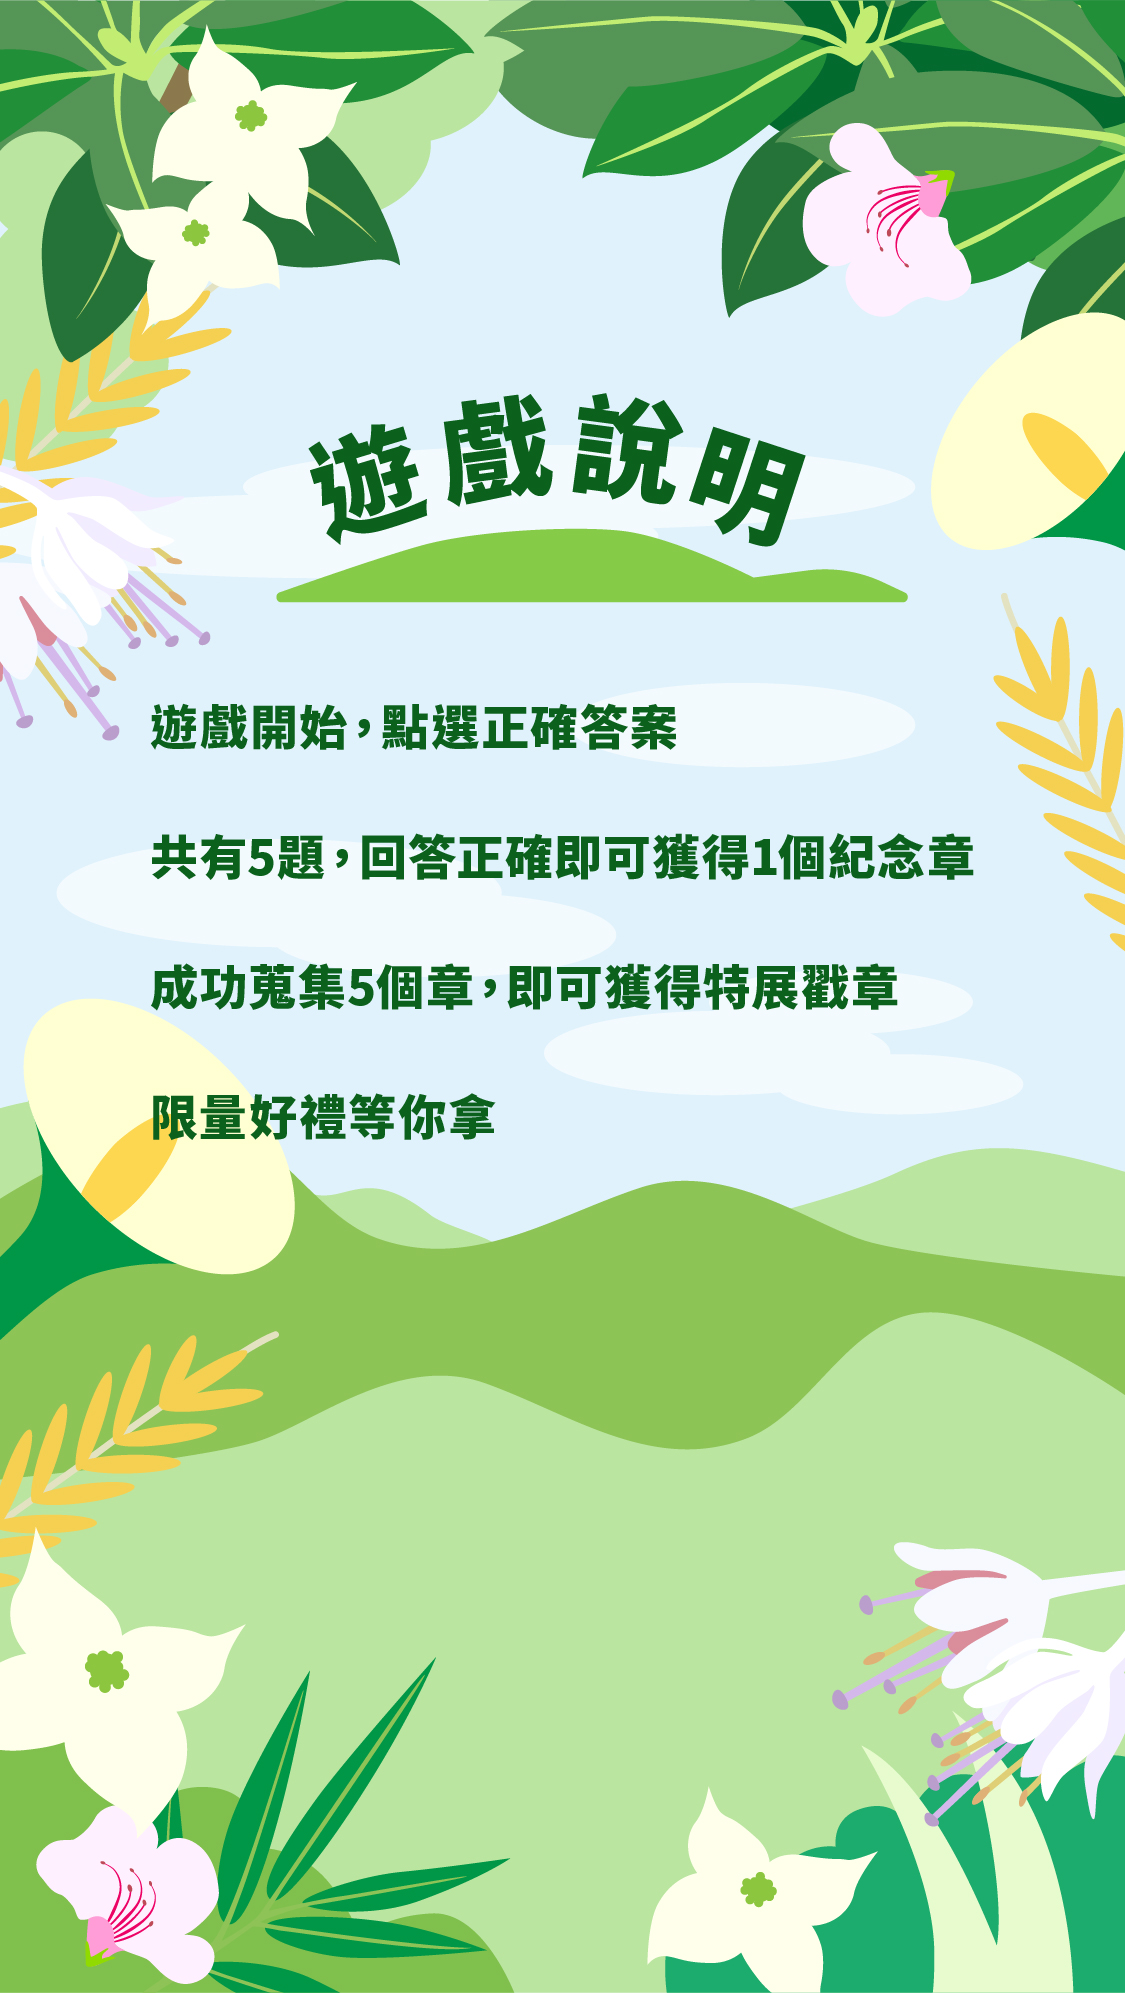 遊戲說明
遊戲開始，點選正確答案
共有5題，回答正確即可獲得1個紀念章
成功蒐集5個章，即可獲得特展戳章
限量好禮等你拿